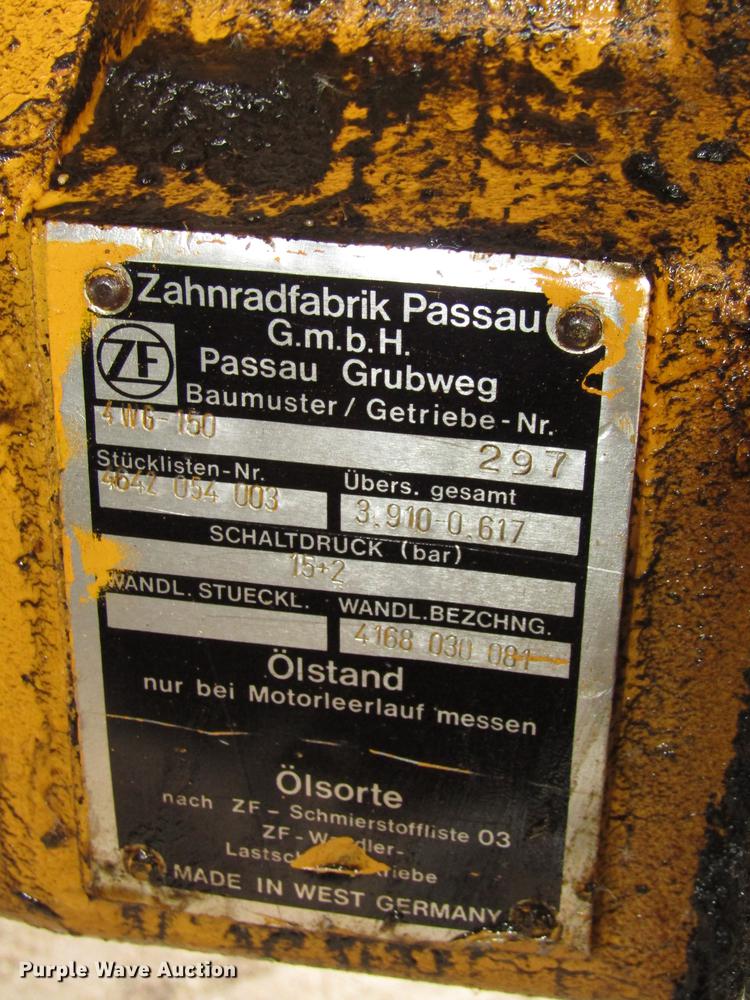 Zahnradfabrik Passau
G.m.b.H.
ZF
Passau Grubweg
Baumuster / Getriebe-Nr.
4WG-150
297
Stücklisten-Nr.
4642 054 003
Übers. gesamt
3.910-0.617
SCHALTDRUCK (bar)
15+2
WANDL. STUECKL.
WANDL.BEZCHNG.
4168 030 081
Ölstand
nur bei Motorleerlauf messen
Ölsorte
nach ZF - Schmierstoffliste 03
ZF-Wandler-
MADE IN WEST GERMANY
Purple Wave Auction